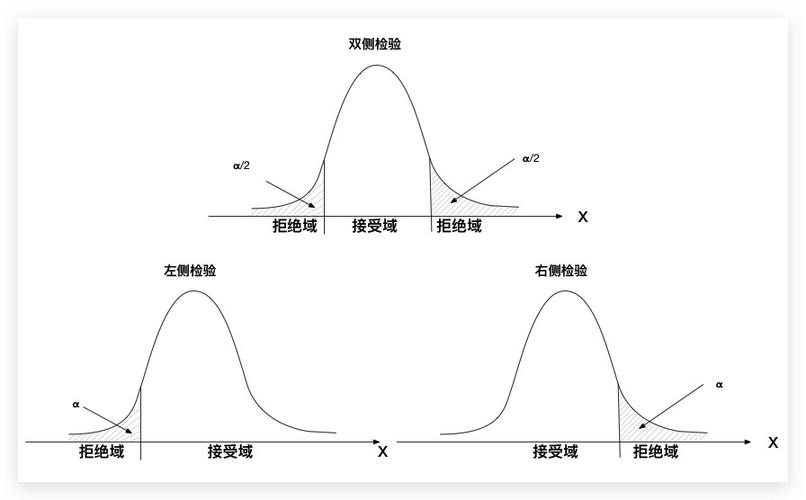 双侧检验
α/2
α/2
拒绝域 接受域 拒绝域 X
左侧检验
α
拒绝域 接受域 X
右侧检验
α
接受域 拒绝域 X